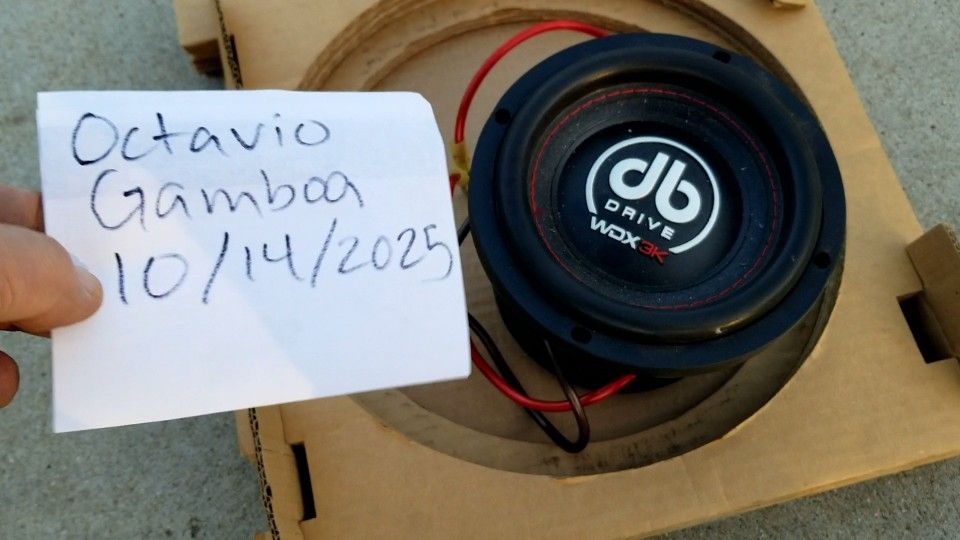 Octavio
Gamboa
10/14/2025
db
DRIVE
WDX3K